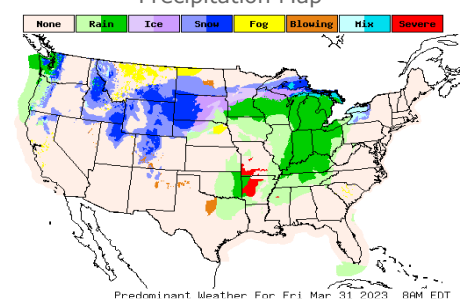 Precipitation Map
None Rain Ice Snow Fog Blowing Mix Severe
Predominant Weather For Fri Mar 31 2023 8AM EDT